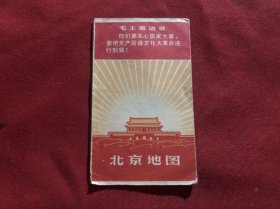 毛主席语录
你们要关心国家大事，
要把无产阶级文化大革命进
行到底！
北京地图